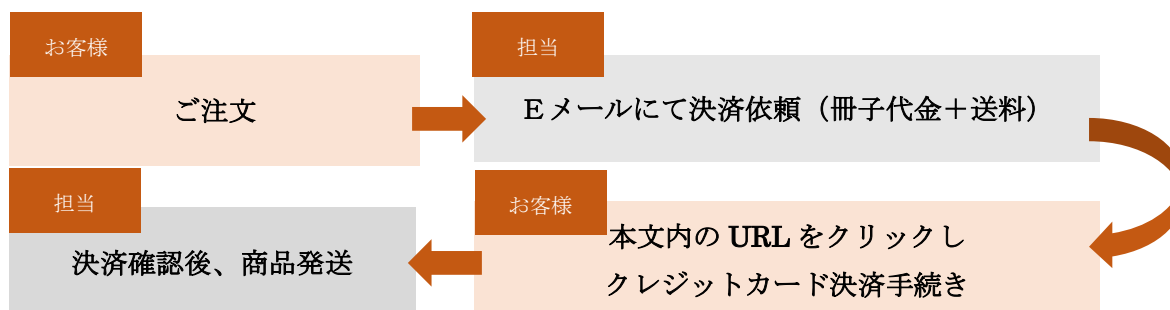 お客様
ご注文
担当
Eメールにて決済依頼（冊子代金＋送料）
お客様
本文内の URL をクリックし
クレジットカード決済手続き
担当
決済確認後、商品発送